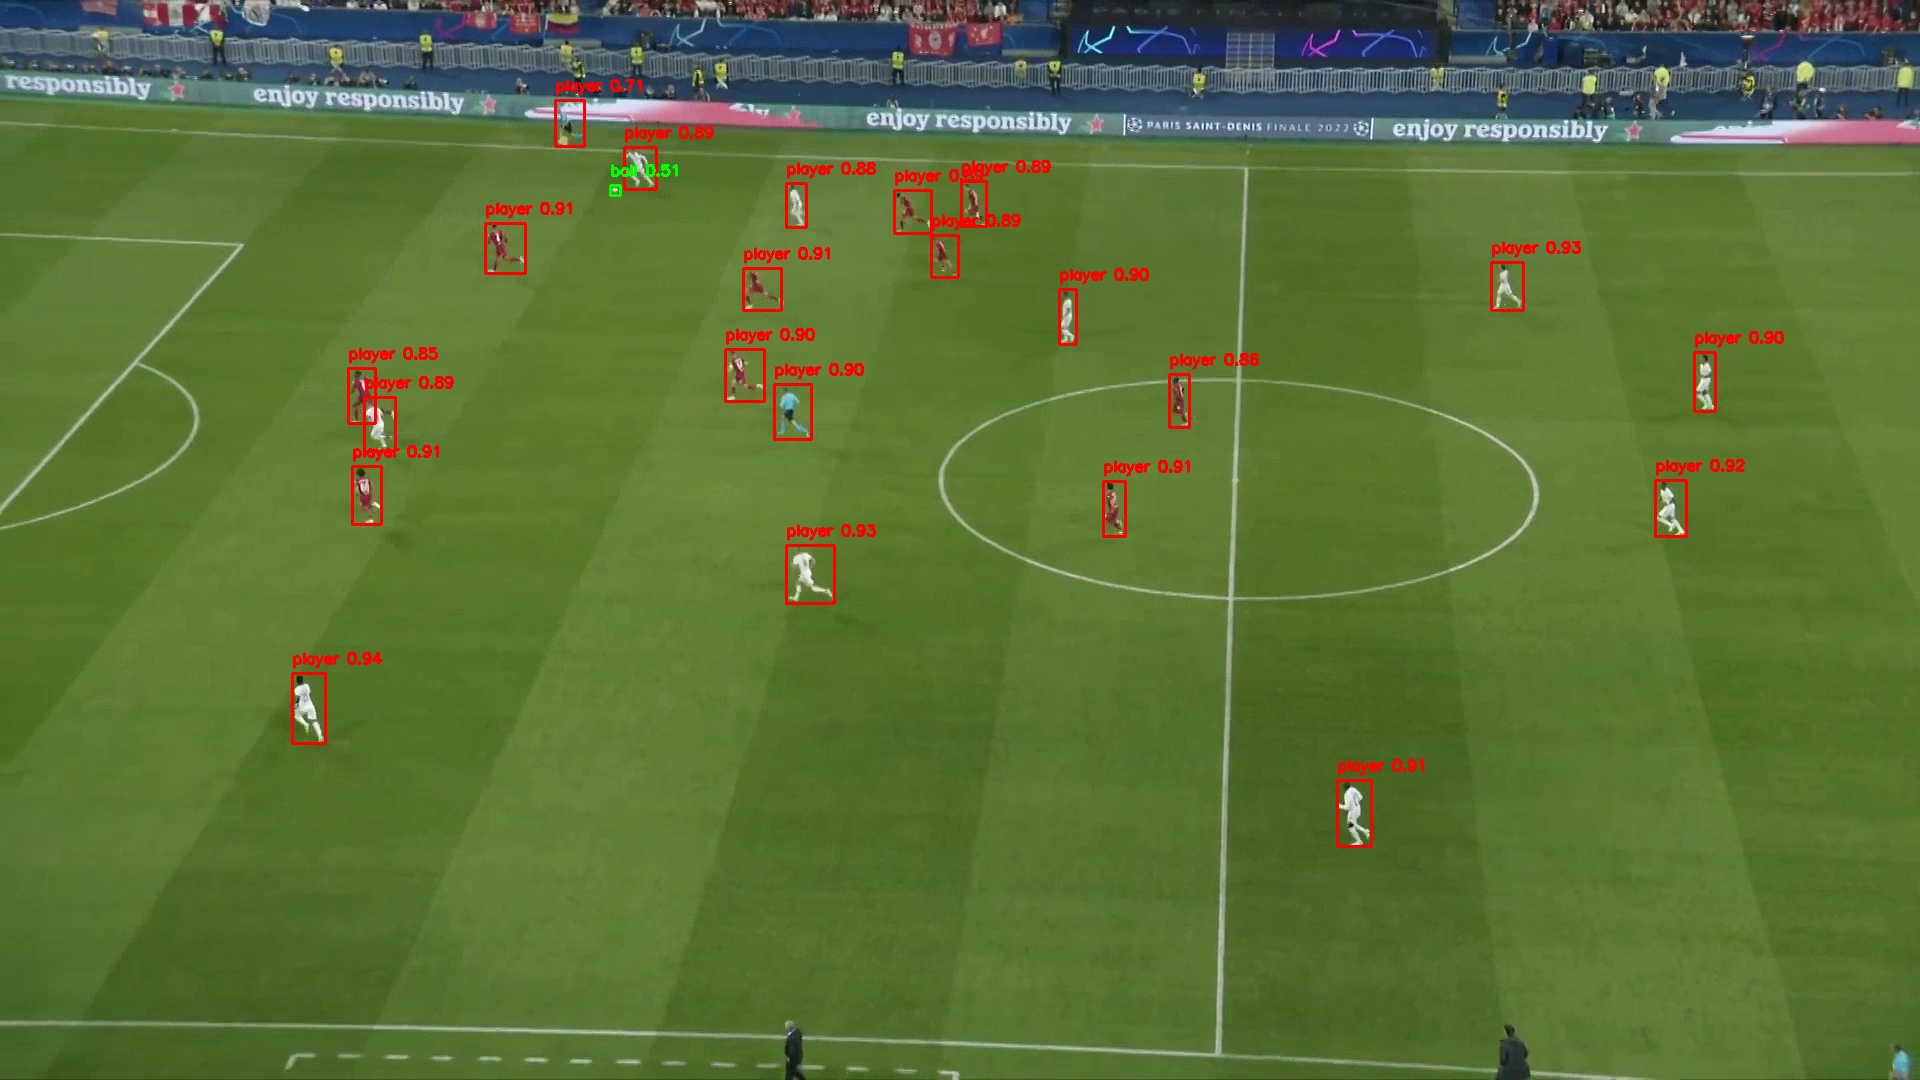 responsibly
enjoy responsibly
enjoy responsibly
PARIS SAINT-DENIS FINALE 2022
enjoy responsibly
player 0.71
player 0.89
ball 0.51
player 0.88
player
player 0.89
player 0.91
player 0.89
player 0.91
player 0.93
player 0.90
player 0.90
player 0.90
player 0.85
player 0.86
player 0.90
player 0.89
player 0.91
player 0.91
player 0.92
player 0.93
player 0.94
player 0.91